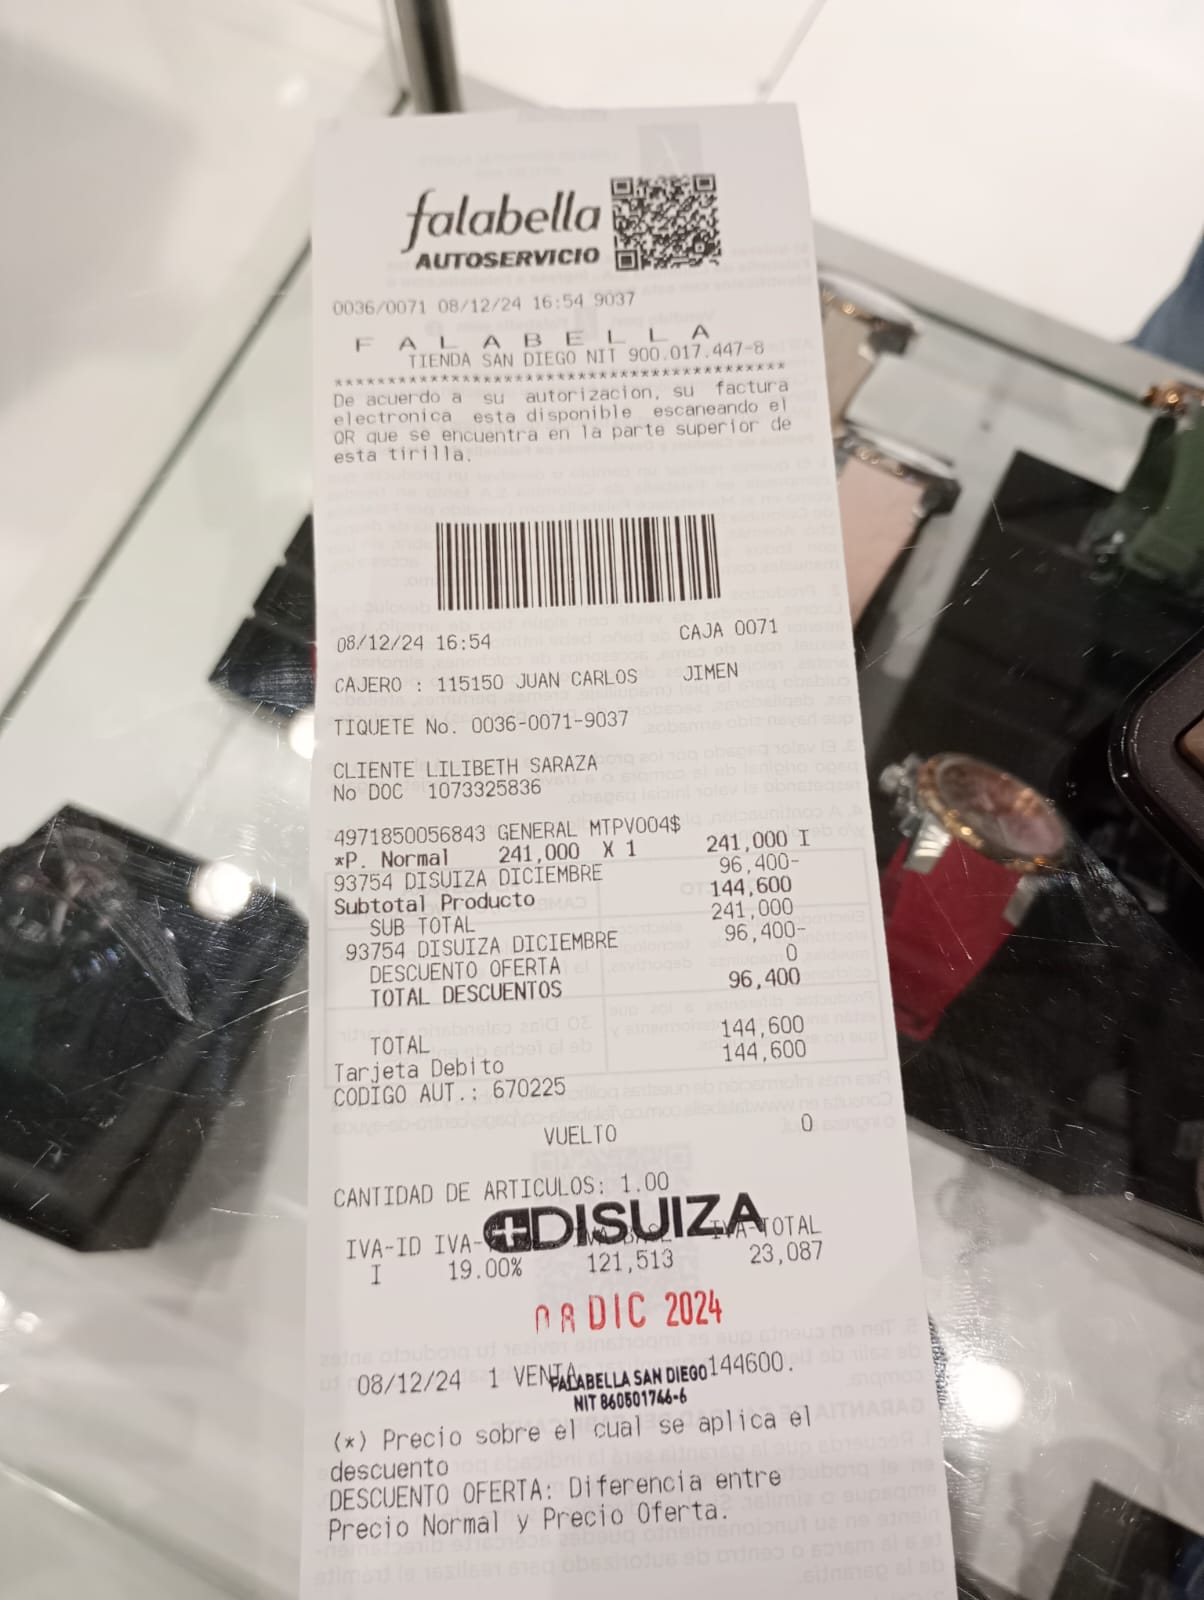 falabella
AUTOSERVICIO
0036/0071 08/12/24 16:54 9037
F A L A B E L L A
TIENDA SAN DIEGO NIT 900.017.447-8
******************************************
De acuerdo a su autorizacion, su factura
electronica esta disponible escaneando el
QR que se encuentra en la parte superior de
esta tirilla.
08/12/24 16:54 CAJA 0071
CAJERO : 115150 JUAN CARLOS JIMEN
TIQUETE No. 0036-0071-9037
CLIENTE LILIBETH SARAZA
No DOC 1073325836
4971850056843 GENERAL MTPV004$
*P. Normal 241,000 X 1 241,000 I
93754 DISUIZA DICIEMBRE 96,400-
Subtotal Producto 144,600
SUB TOTAL 241,000
93754 DISUIZA DICIEMBRE 96,400-
DESCUENTO OFERTA 0
TOTAL DESCUENTOS 96,400
TOTAL 144,600
Tarjeta Debito 144,600
CODIGO AUT.: 670225
VUELTO 0
CANTIDAD DE ARTICULOS: 1.00
DISUIZA
IVA-ID IVA- IVA-TOTAL
I 19.00% 121,513 23,087
08 DIC 2024
08/12/24 1 VENTA 144600.
FALABELLA SAN DIEGO
NIT 860501766-6
(*) Precio sobre el cual se aplica el
descuento
DESCUENTO OFERTA: Diferencia entre
Precio Normal y Precio Oferta.